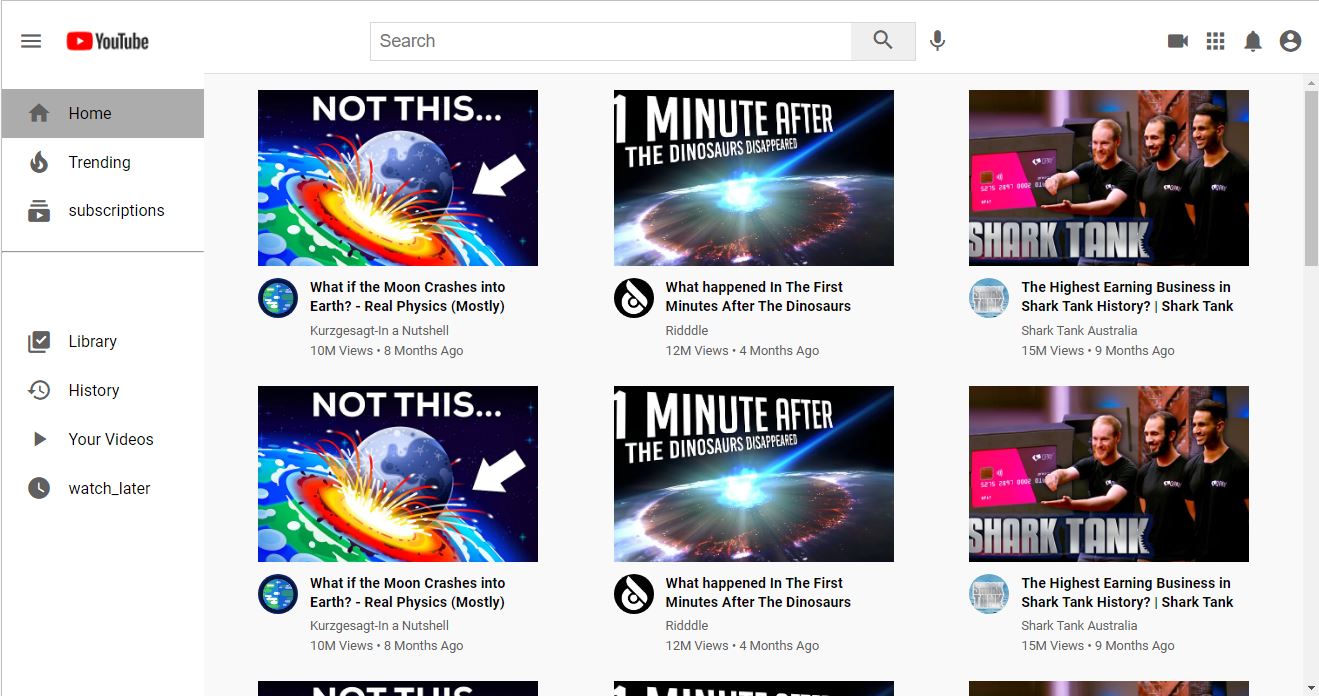 YouTube
Search
Home
Trending
subscriptions
Library
History
Your Videos
watch_later
NOT THIS...
1 MINUTE AFTER
THE DINOSAURS DISAPPEARED
SHARK TANK
What if the Moon Crashes into
Earth? - Real Physics (Mostly)
Kurzgesagt-In a Nutshell
10M Views • 8 Months Ago
What happened In The First
Minutes After The Dinosaurs
Ridddle
12M Views • 4 Months Ago
The Highest Earning Business in
Shark Tank History? | Shark Tank
Shark Tank Australia
15M Views • 9 Months Ago
NOT THIS...
1 MINUTE AFTER
THE DINOSAURS DISAPPEARED
SHARK TANK
What if the Moon Crashes into
Earth? - Real Physics (Mostly)
Kurzgesagt-In a Nutshell
10M Views • 8 Months Ago
What happened In The First
Minutes After The Dinosaurs
Ridddle
12M Views • 4 Months Ago
The Highest Earning Business in
Shark Tank History? | Shark Tank
Shark Tank Australia
15M Views • 9 Months Ago
NOT THIS...
1 MINUTE AFTER